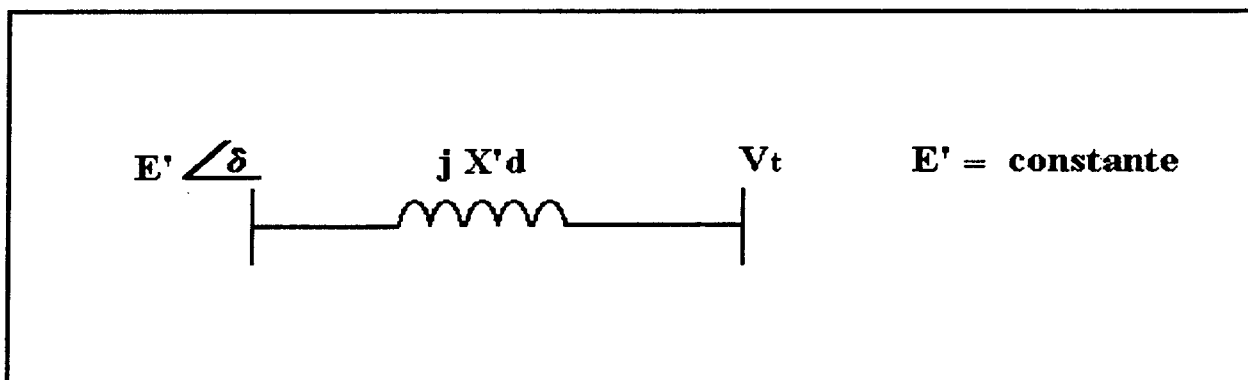 E' ∠δ j X'd Vt E' = constante